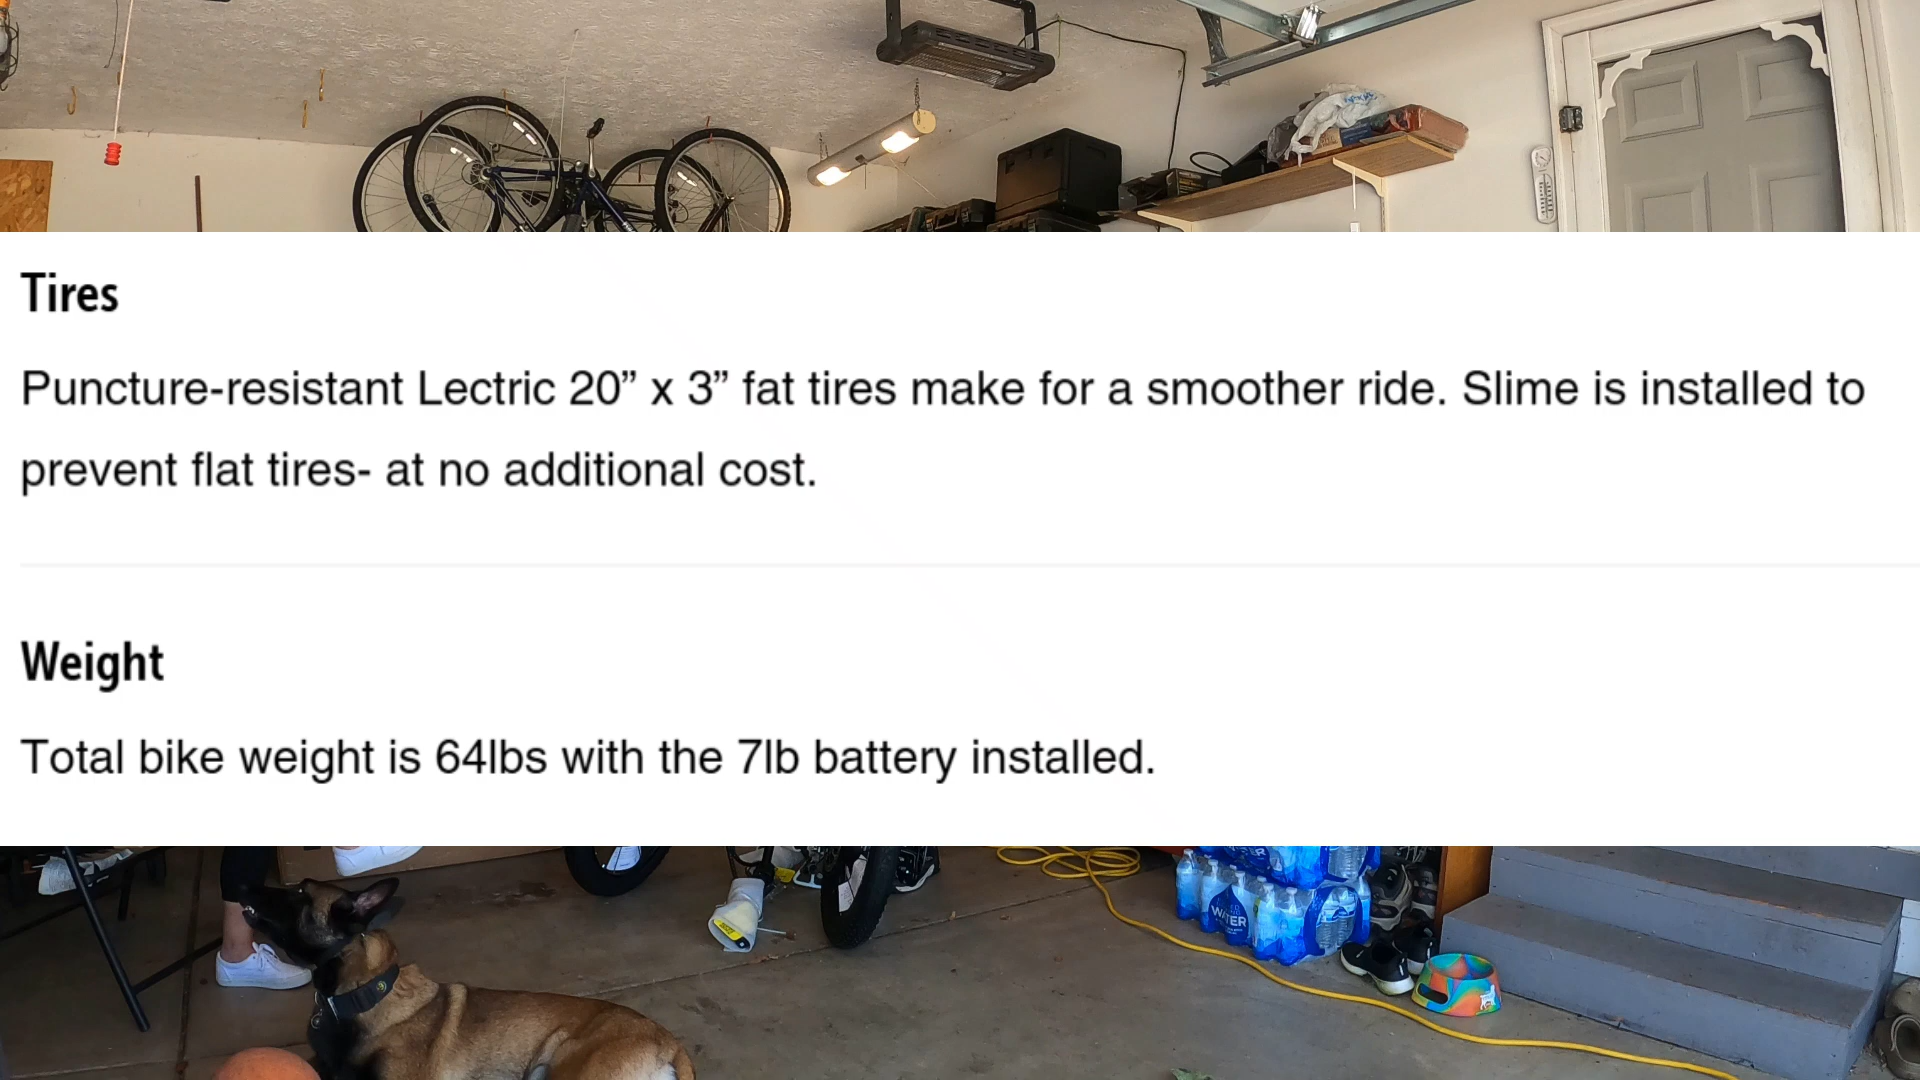 Tires
Puncture-resistant Lectric 20” x 3” fat tires make for a smoother ride. Slime is installed to
prevent flat tires- at no additional cost.
Weight
Total bike weight is 64lbs with the 7lb battery installed.
WATER